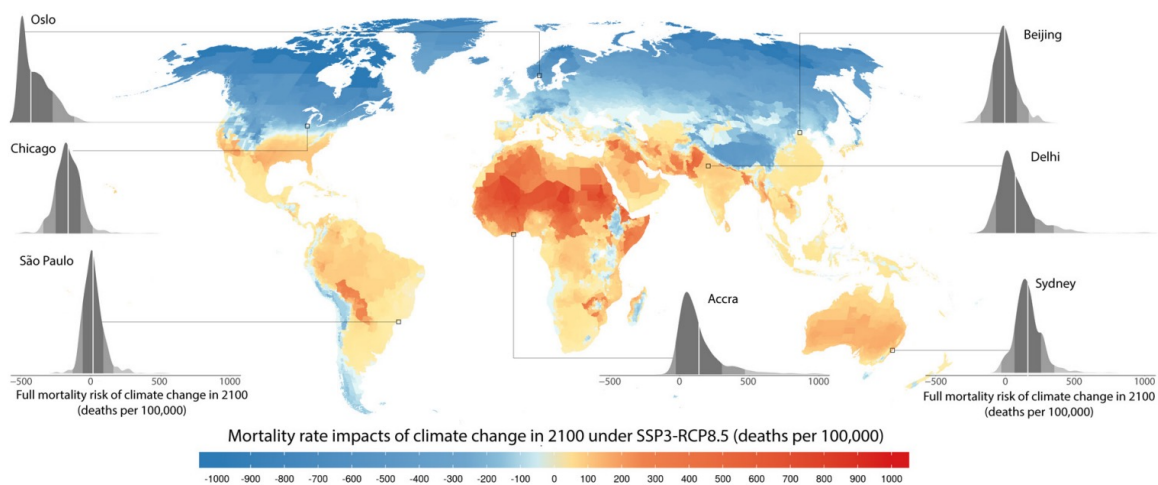 Oslo
Beijing
Chicago
Delhi
São Paulo
Accra
Sydney
−500 0 500 1000
Full mortality risk of climate change in 2100
(deaths per 100,000)
−500 0 500 1000
−500 0 500 1000
Full mortality risk of climate change in 2100
(deaths per 100,000)
Mortality rate impacts of climate change in 2100 under SSP3-RCP8.5 (deaths per 100,000)
-1000 -900 -800 -700 -600 -500 -400 -300 -200 -100 0 100 200 300 400 500 600 700 800 900 1000